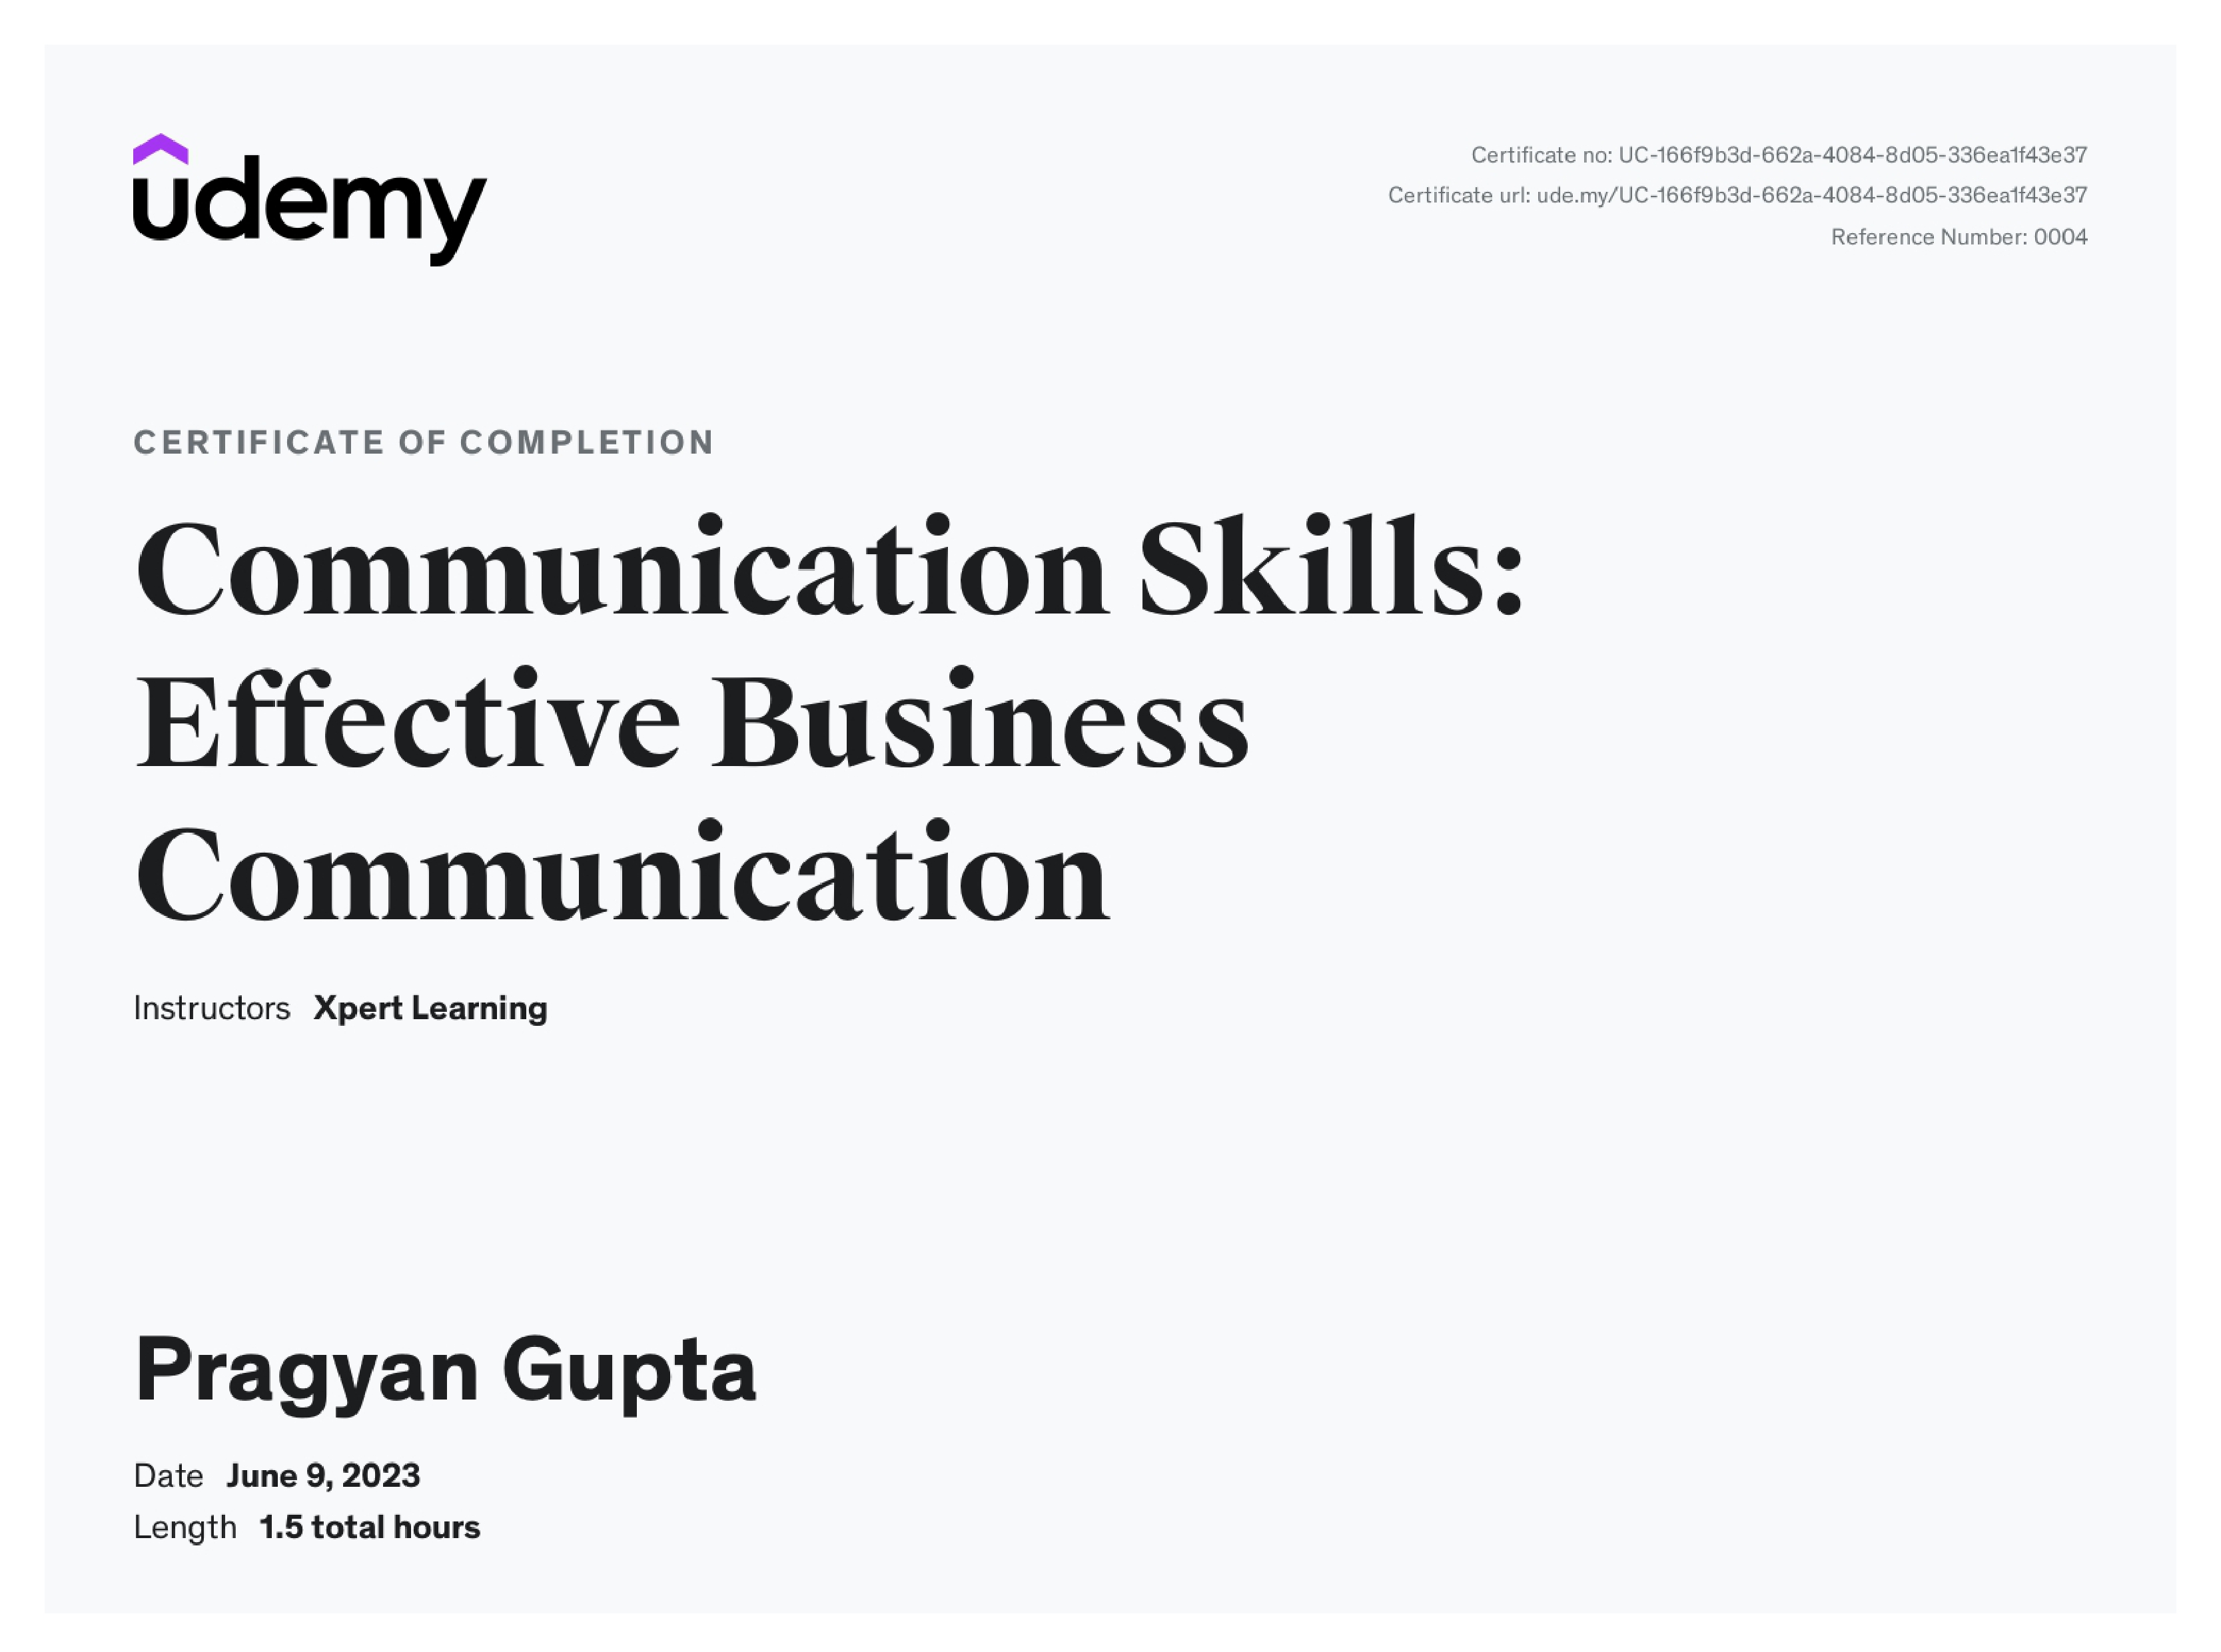 udemy
Certificate no: UC-166f9b3d-662a-4084-8d05-336ea1f43e37
Certificate url: ude.my/UC-166f9b3d-662a-4084-8d05-336ea1f43e37
Reference Number: 0004
CERTIFICATE OF COMPLETION
Communication Skills:
Effective Business
Communication
Instructors Xpert Learning
Pragyan Gupta
Date June 9, 2023
Length 1.5 total hours